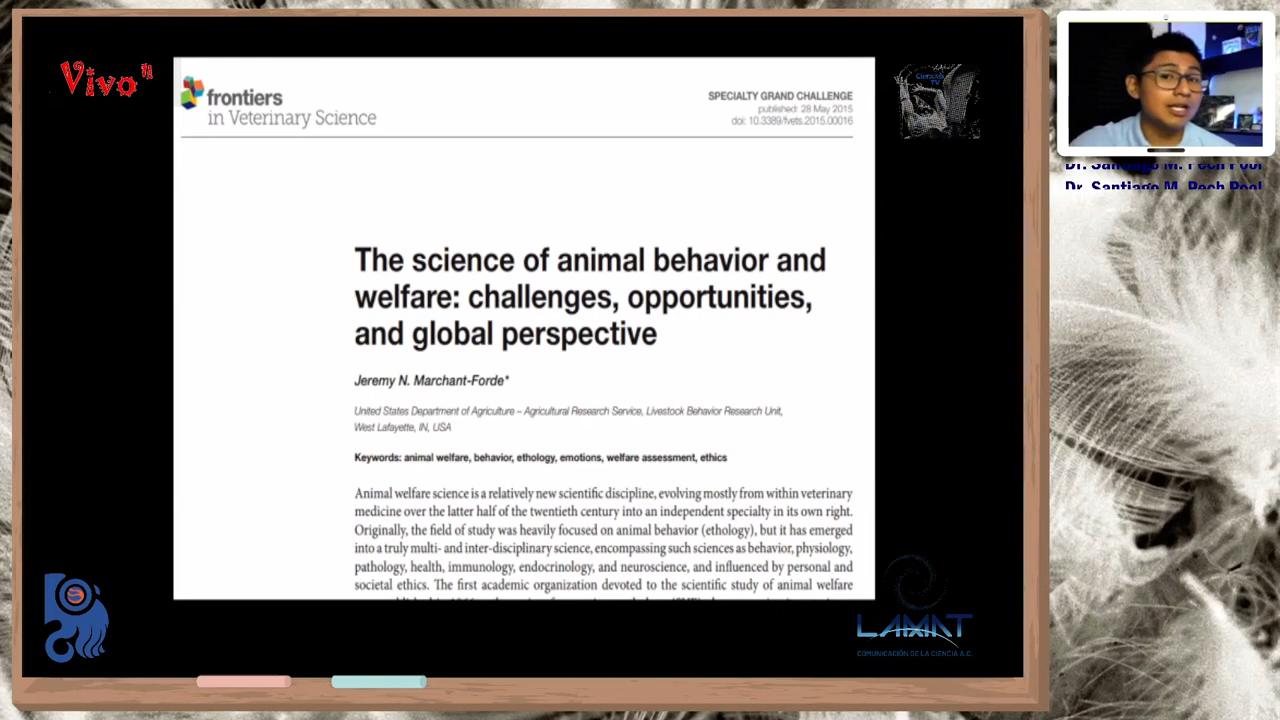 Vivo
frontiers
in Veterinary Science
SPECIALTY GRAND CHALLENGE
published: 28 May 2015
doi: 10.3389/fvets.2015.00016
Cienauta
TV
The science of animal behavior and
welfare: challenges, opportunities,
and global perspective
Jeremy N. Marchant-Forde*
United States Department of Agriculture – Agricultural Research Service, Livestock Behavior Research Unit,
West Lafayette, IN, USA
Keywords: animal welfare, behavior, ethology, emotions, welfare assessment, ethics
Animal welfare science is a relatively new scientific discipline, evolving mostly from within veterinary
medicine over the latter half of the twentieth century into an independent specialty in its own right.
Originally, the field of study was heavily focused on animal behavior (ethology), but it has emerged
into a truly multi- and inter-disciplinary science, encompassing such sciences as behavior, physiology,
pathology, health, immunology, endocrinology, and neuroscience, and influenced by personal and
societal ethics. The first academic organization devoted to the scientific study of animal welfare
Dr. Santiago M. Pech Pool
Dr. Santiago M. Pech Pool
LAMAT
COMUNICACIÓN DE LA CIENCIA A.C.